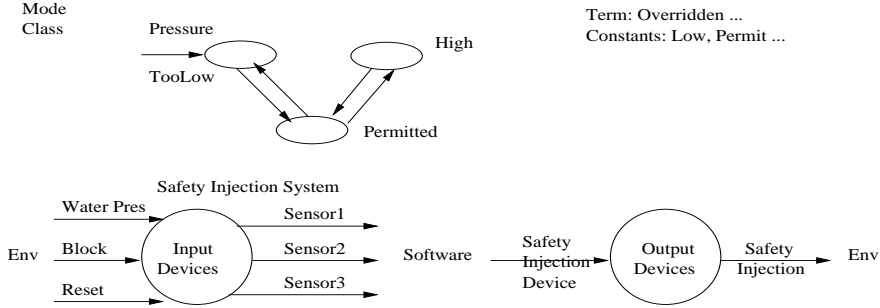 Mode
Class
Pressure
TooLow
High
Permitted
Term: Overridden ...
Constants: Low, Permit ...
Safety Injection System
Water Pres
Env
Block
Reset
Input
Devices
Sensor1
Sensor2
Sensor3
Software
Safety
Injection
Device
Output
Devices
Safety
Injection
Env